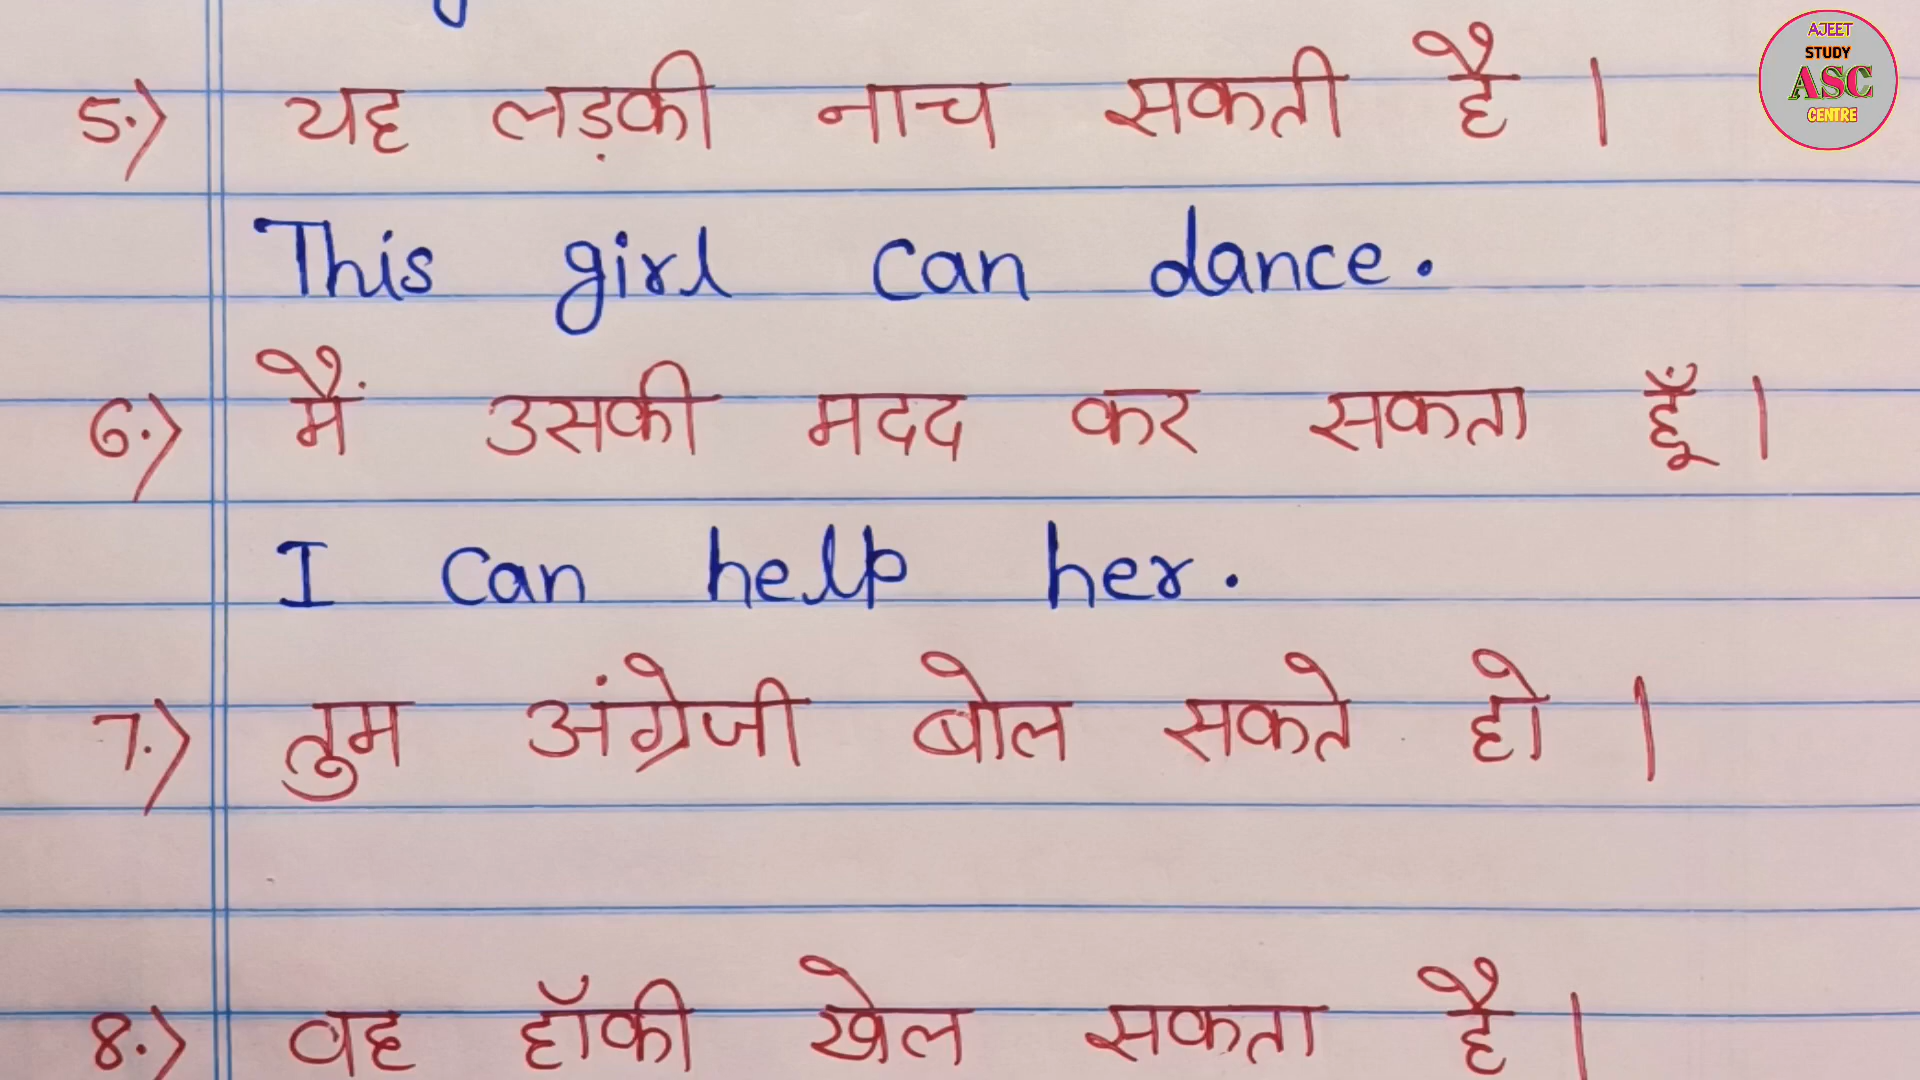 AJEET
STUDY
ASC
CENTRE
5.) यह लड़की नाच सकती है ।
This girl can dance.
6.) मैं उसकी मदद कर सकता हूँ ।
I can help her.
7.) तुम अंग्रेजी बोल सकते हो ।
8.) वह हॉकी खेल सकता है ।